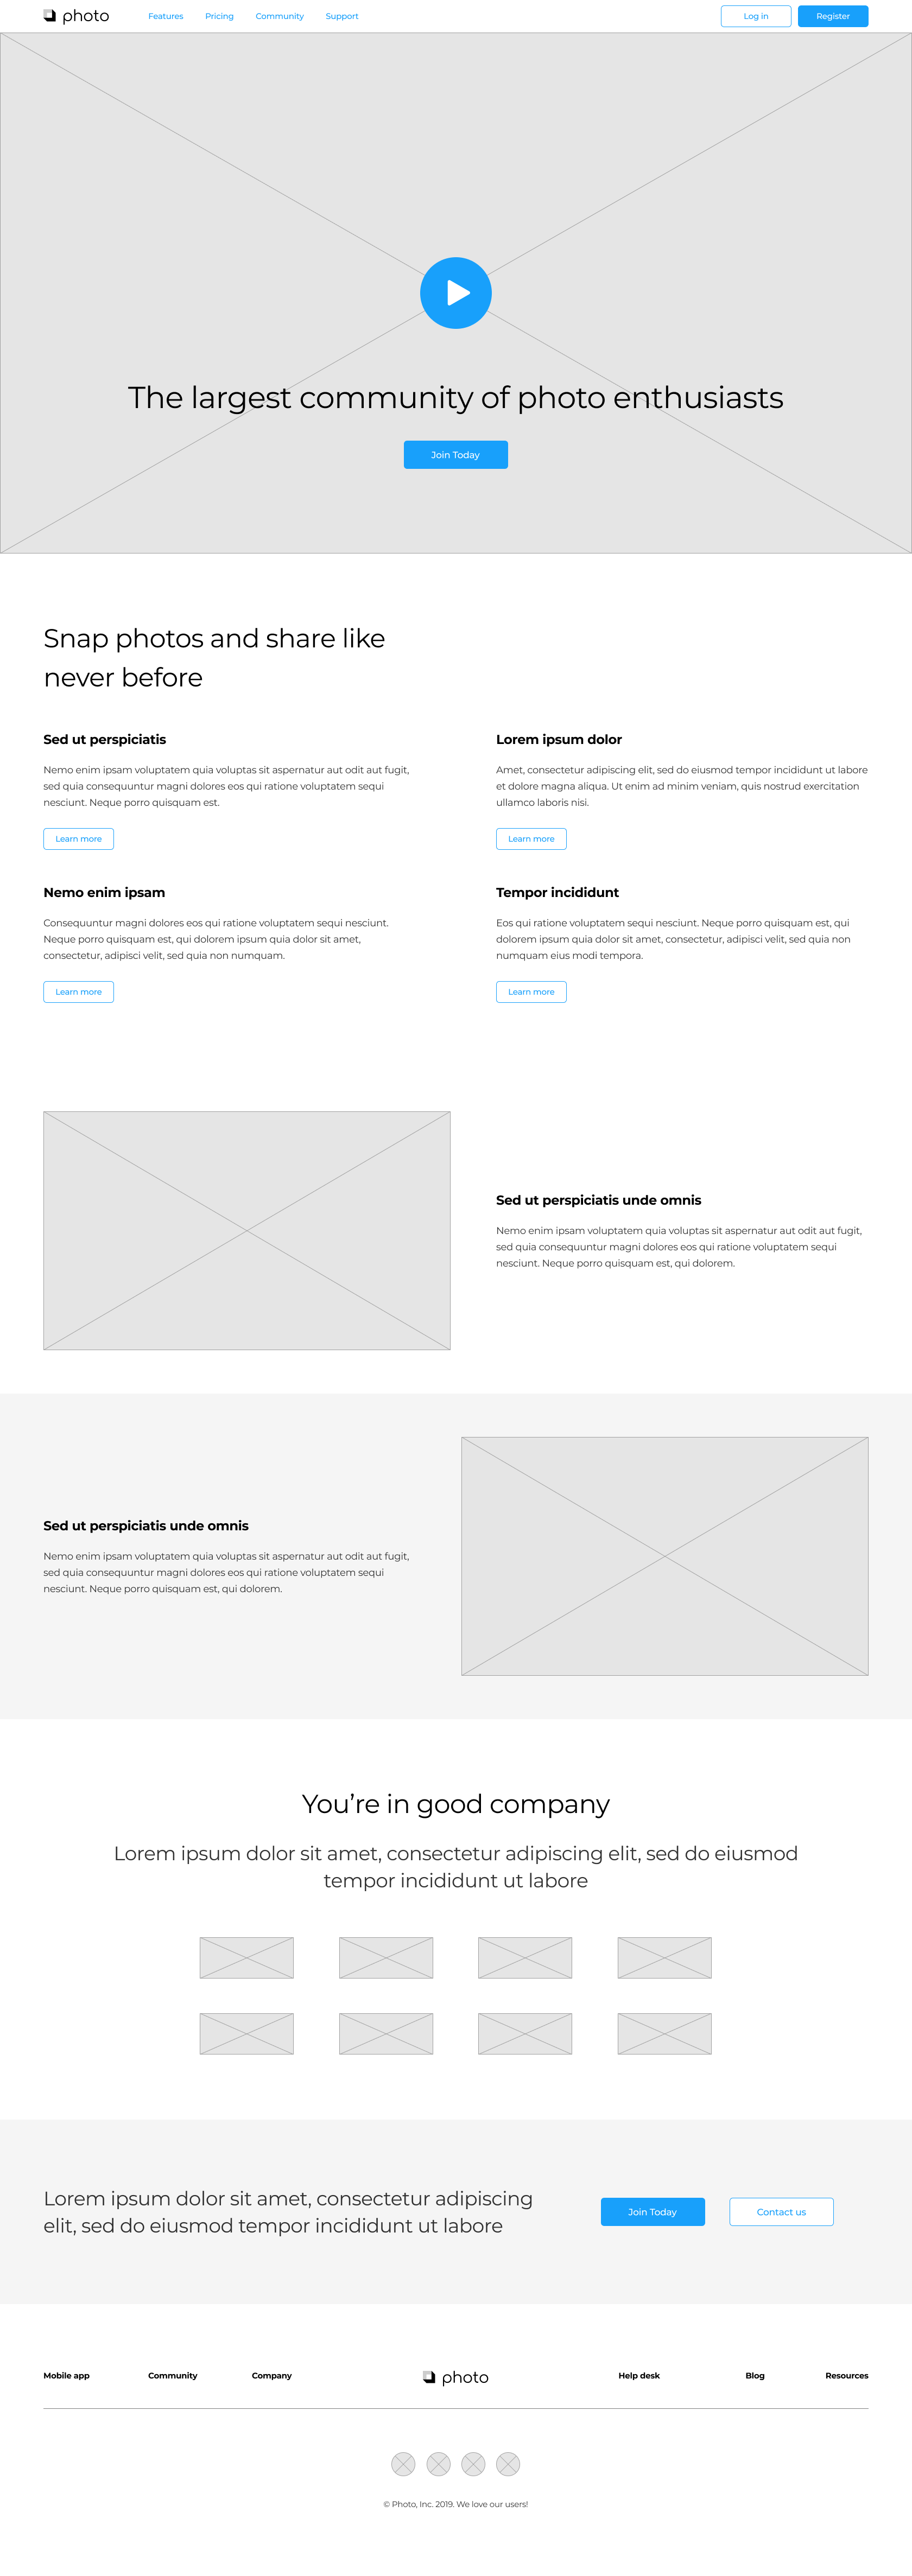 photo
Features Pricing Community Support
Log in Register
The largest community of photo enthusiasts
Join Today
Snap photos and share like
never before
Sed ut perspiciatis
Nemo enim ipsam voluptatem quia voluptas sit aspernatur aut odit aut fugit,
sed quia consequuntur magni dolores eos qui ratione voluptatem sequi
nesciunt. Neque porro quisquam est.
Learn more
Lorem ipsum dolor
Amet, consectetur adipiscing elit, sed do eiusmod tempor incididunt ut labore
et dolore magna aliqua. Ut enim ad minim veniam, quis nostrud exercitation
ullamco laboris nisi.
Learn more
Nemo enim ipsam
Consequuntur magni dolores eos qui ratione voluptatem sequi nesciunt.
Neque porro quisquam est, qui dolorem ipsum quia dolor sit amet,
consectetur, adipisci velit, sed quia non numquam.
Learn more
Tempor incididunt
Eos qui ratione voluptatem sequi nesciunt. Neque porro quisquam est, qui
dolorem ipsum quia dolor sit amet, consectetur, adipisci velit, sed quia non
numquam eius modi tempora.
Learn more
Sed ut perspiciatis unde omnis
Nemo enim ipsam voluptatem quia voluptas sit aspernatur aut odit aut fugit,
sed quia consequuntur magni dolores eos qui ratione voluptatem sequi
nesciunt. Neque porro quisquam est, qui dolorem.
Sed ut perspiciatis unde omnis
Nemo enim ipsam voluptatem quia voluptas sit aspernatur aut odit aut fugit,
sed quia consequuntur magni dolores eos qui ratione voluptatem sequi
nesciunt. Neque porro quisquam est, qui dolorem.
You’re in good company
Lorem ipsum dolor sit amet, consectetur adipiscing elit, sed do eiusmod
tempor incididunt ut labore
Lorem ipsum dolor sit amet, consectetur adipiscing
elit, sed do eiusmod tempor incididunt ut labore
Join Today Contact us
Mobile app Community Company photo Help desk Blog Resources
© Photo, Inc. 2019. We love our users!